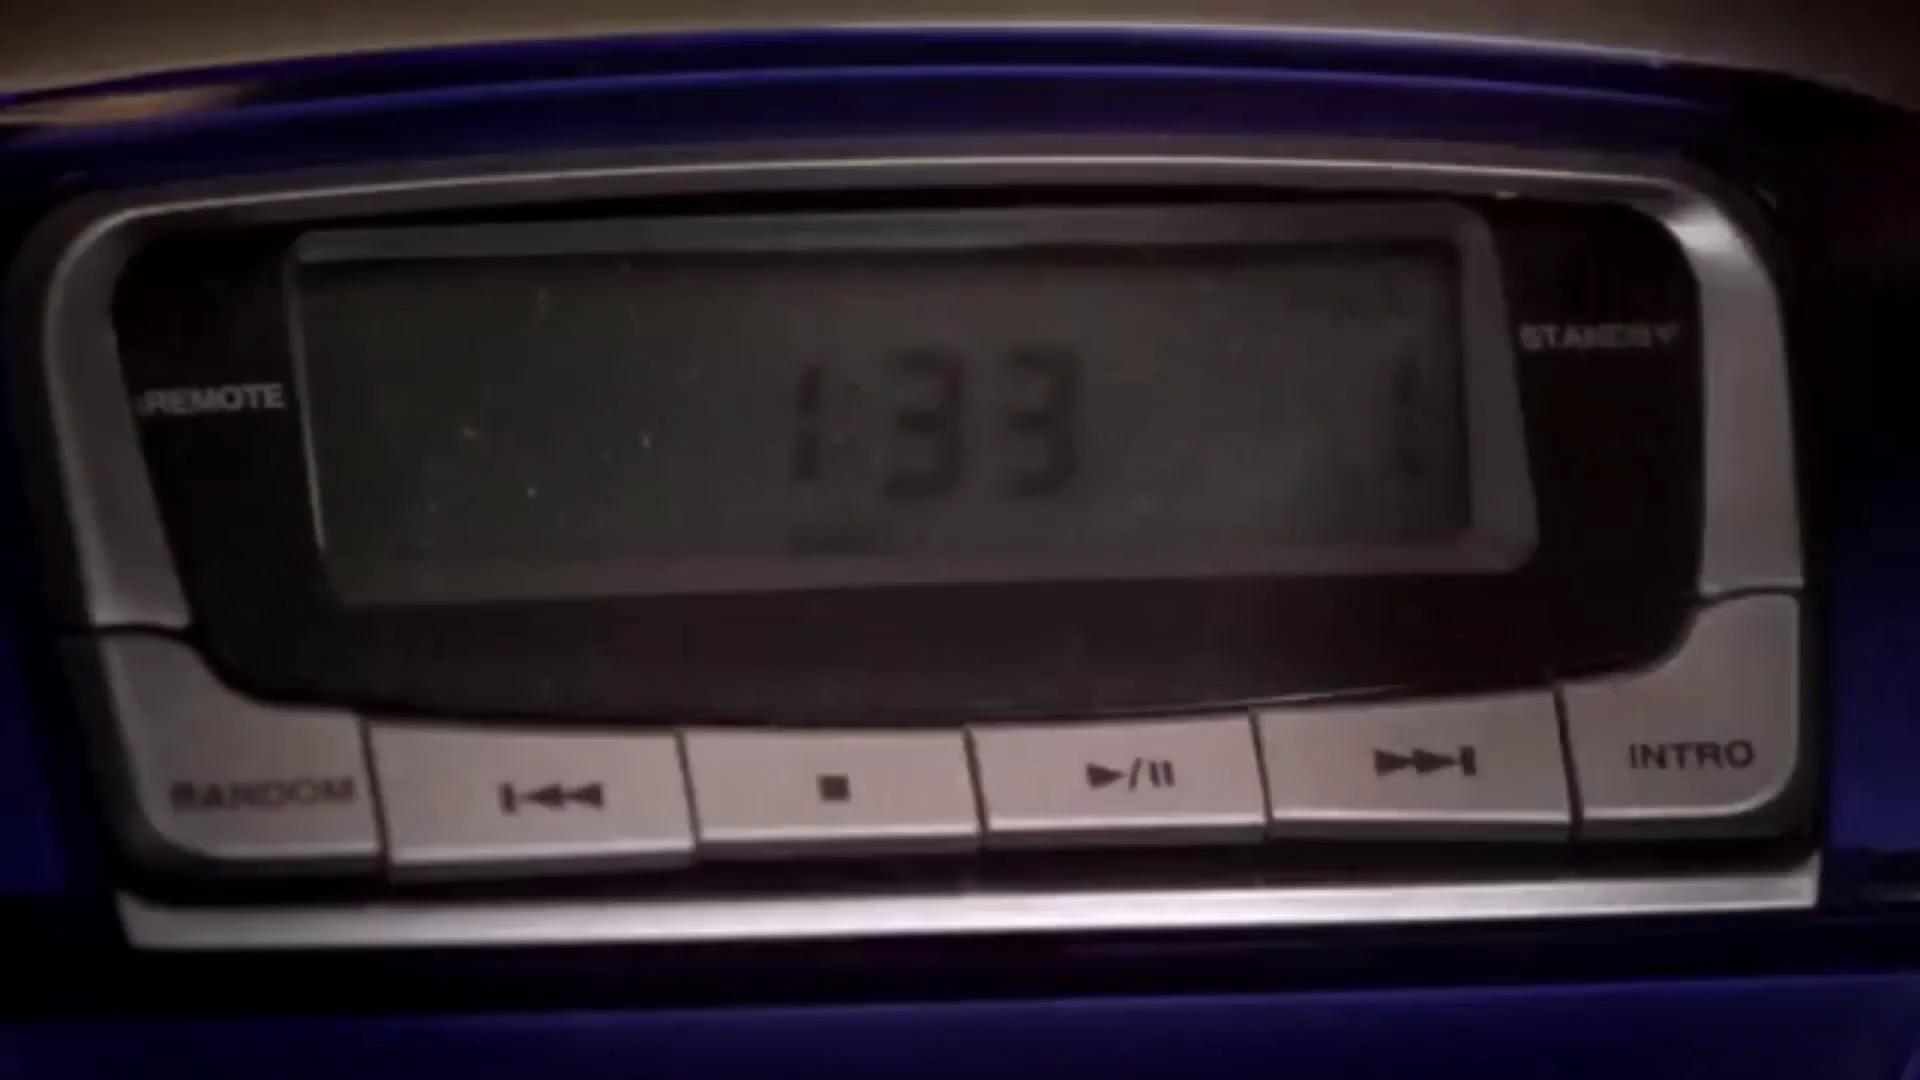 STANDBY
REMOTE
1:33
RANDOM
INTRO